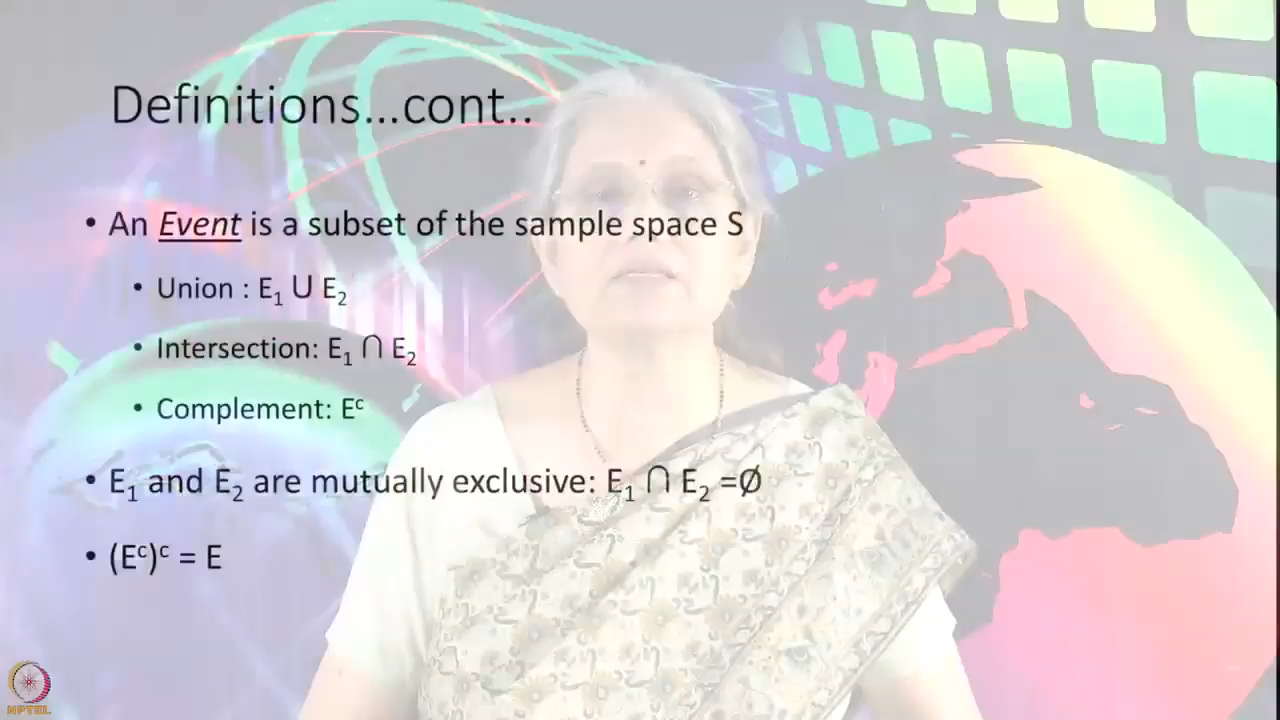 Definitions...cont..
• An Event is a subset of the sample space S
• Union : E₁ ∪ E₂
• Intersection: E₁ ∩ E₂
• Complement: Eᶜ
• E₁ and E₂ are mutually exclusive: E₁ ∩ E₂ =Ø
• (Eᶜ)ᶜ = E
NPTEL